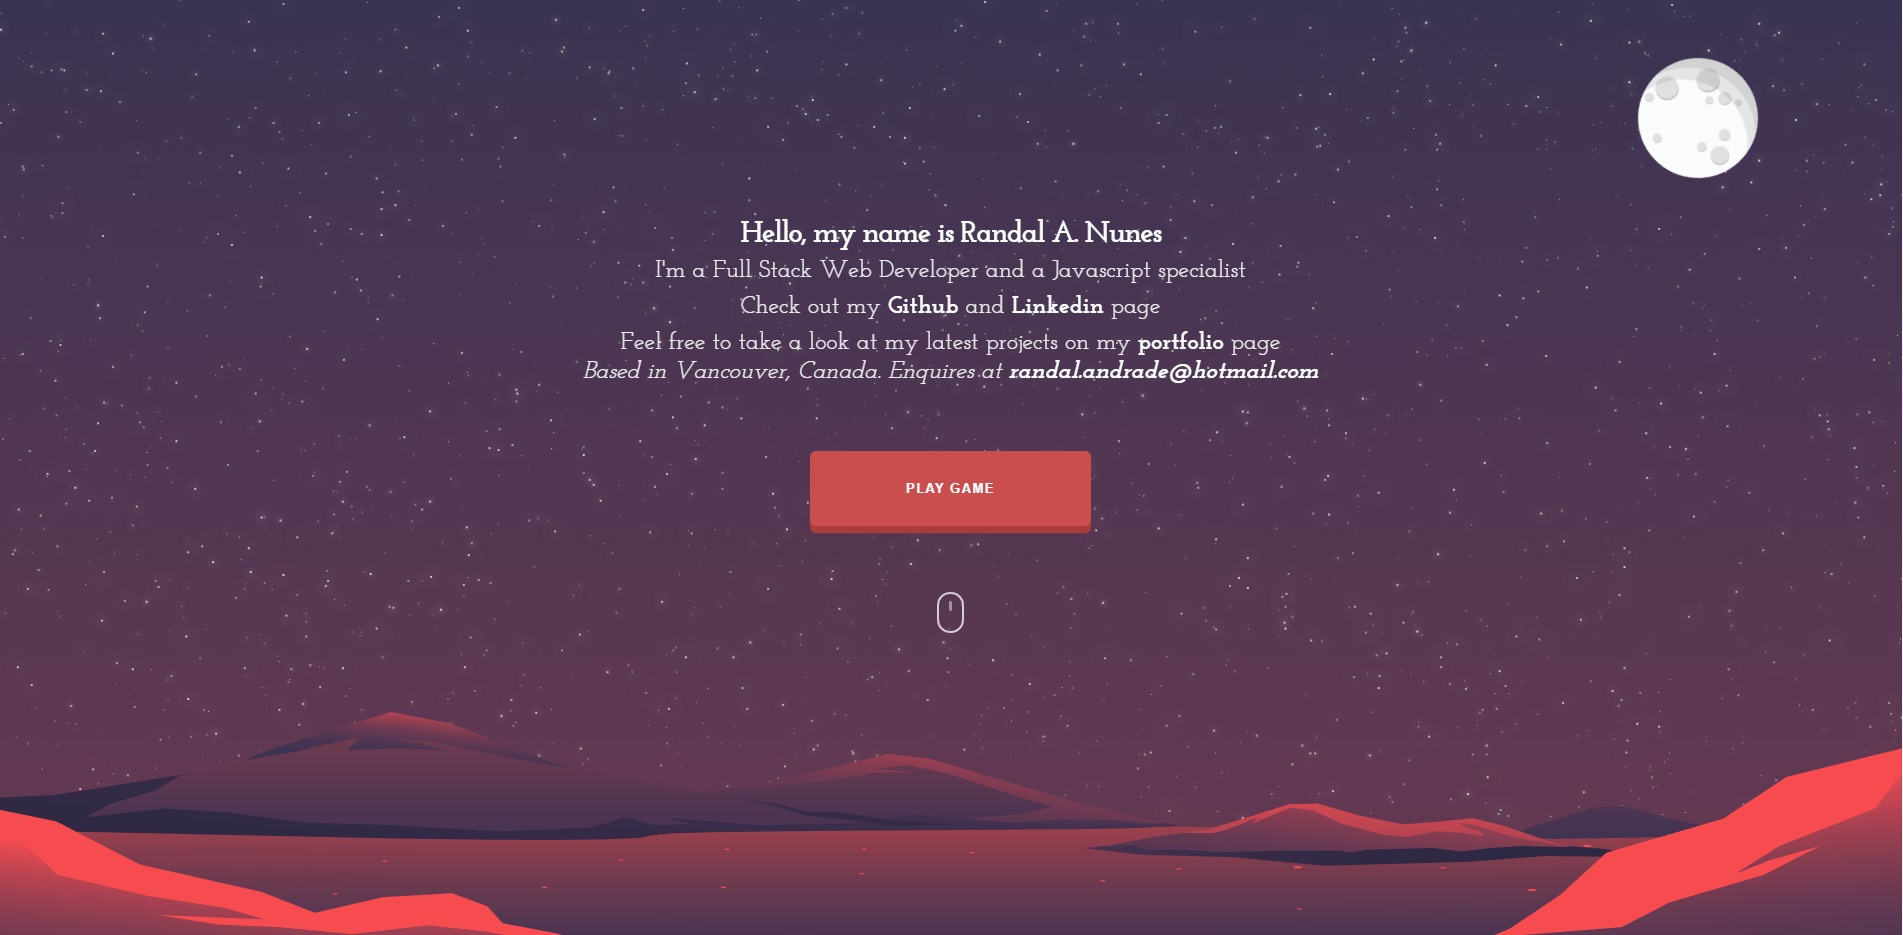 Hello, my name is Randal A. Nunes
I'm a Full Stack Web Developer and a Javascript specialist
Check out my Github and Linkedin page
Feel free to take a look at my latest projects on my portfolio page
Based in Vancouver, Canada. Enquires at randal.andrade@hotmail.com
PLAY GAME